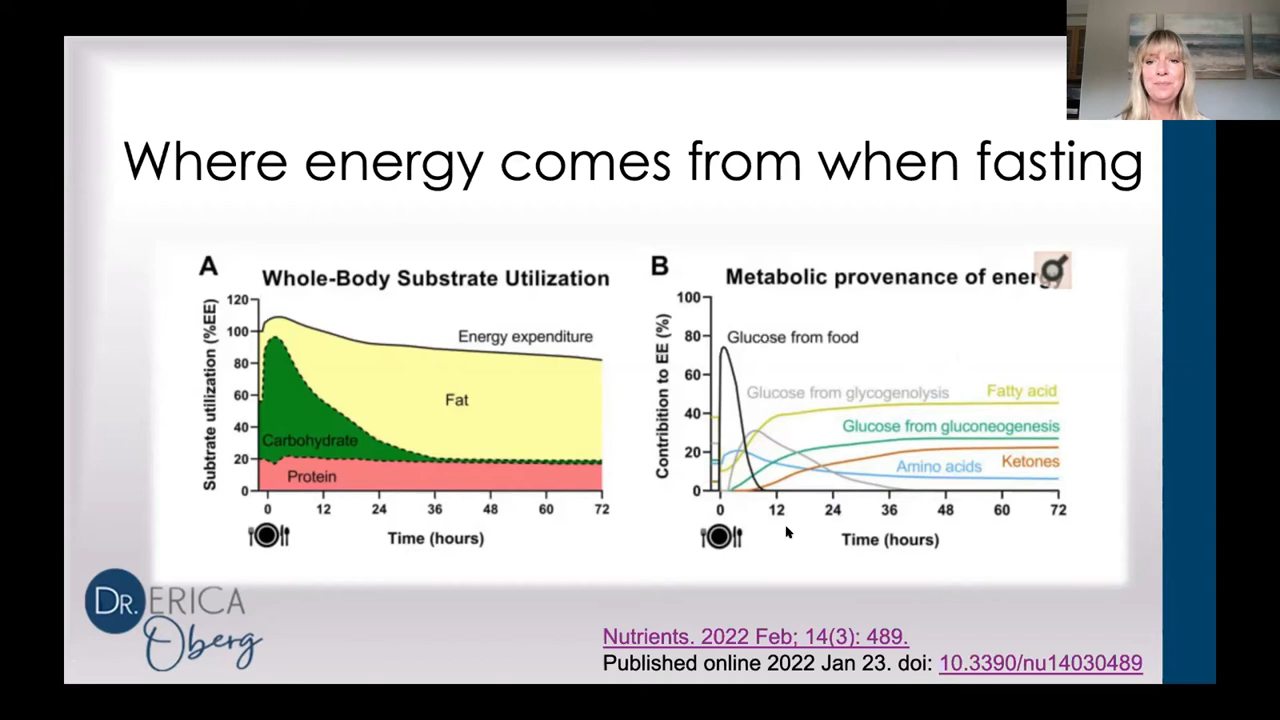 Where energy comes from when fasting
A
Whole-Body Substrate Utilization
Substrate utilization (%EE)
120
100
80
60
40
20
0
Energy expenditure
Fat
Carbohydrate
Protein
0 12 24 36 48 60 72
Time (hours)
B
Metabolic provenance of energy
Contribition to EE (%)
100
80
60
40
20
0
Glucose from food
Glucose from glycogenolysis
Fatty acid
Glucose from gluconeogenesis
Amino acids
Ketones
0 12 24 36 48 60 72
Time (hours)
DR. ERICA
Oberg
Nutrients. 2022 Feb; 14(3): 489.
Published online 2022 Jan 23. doi: 10.3390/nu14030489